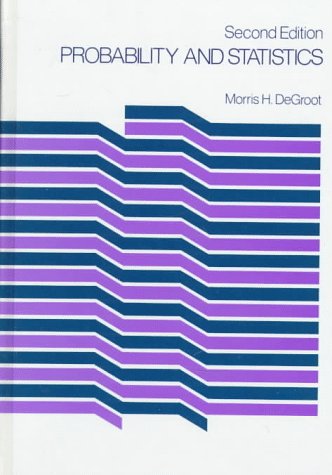 Second Edition
PROBABILITY AND STATISTICS
Morris H. DeGroot